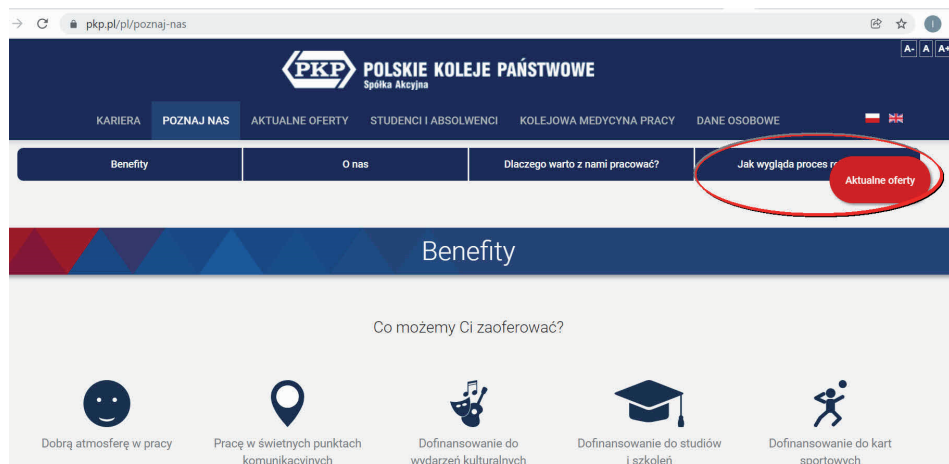 pkp.pl/pl/poznaj-nas
A- A A+
PKP POLSKIE KOLEJE PAŃSTWOWE
Spółka Akcyjna
KARIERA POZNAJ NAS AKTUALNE OFERTY STUDENCI I ABSOLWENCI KOLEJOWA MEDYCYNA PRACY DANE OSOBOWE
Benefity O nas Dlaczego warto z nami pracować? Jak wygląda proces
Aktualne oferty
Benefity
Co możemy Ci zaoferować?
Dobrą atmosferę w pracy Pracę w świetnych punktach Dofinansowanie do Dofinansowanie do studiów Dofinansowanie do kart
komunikacyjnych wydarzeń kulturalnych i szkoleń sportowych